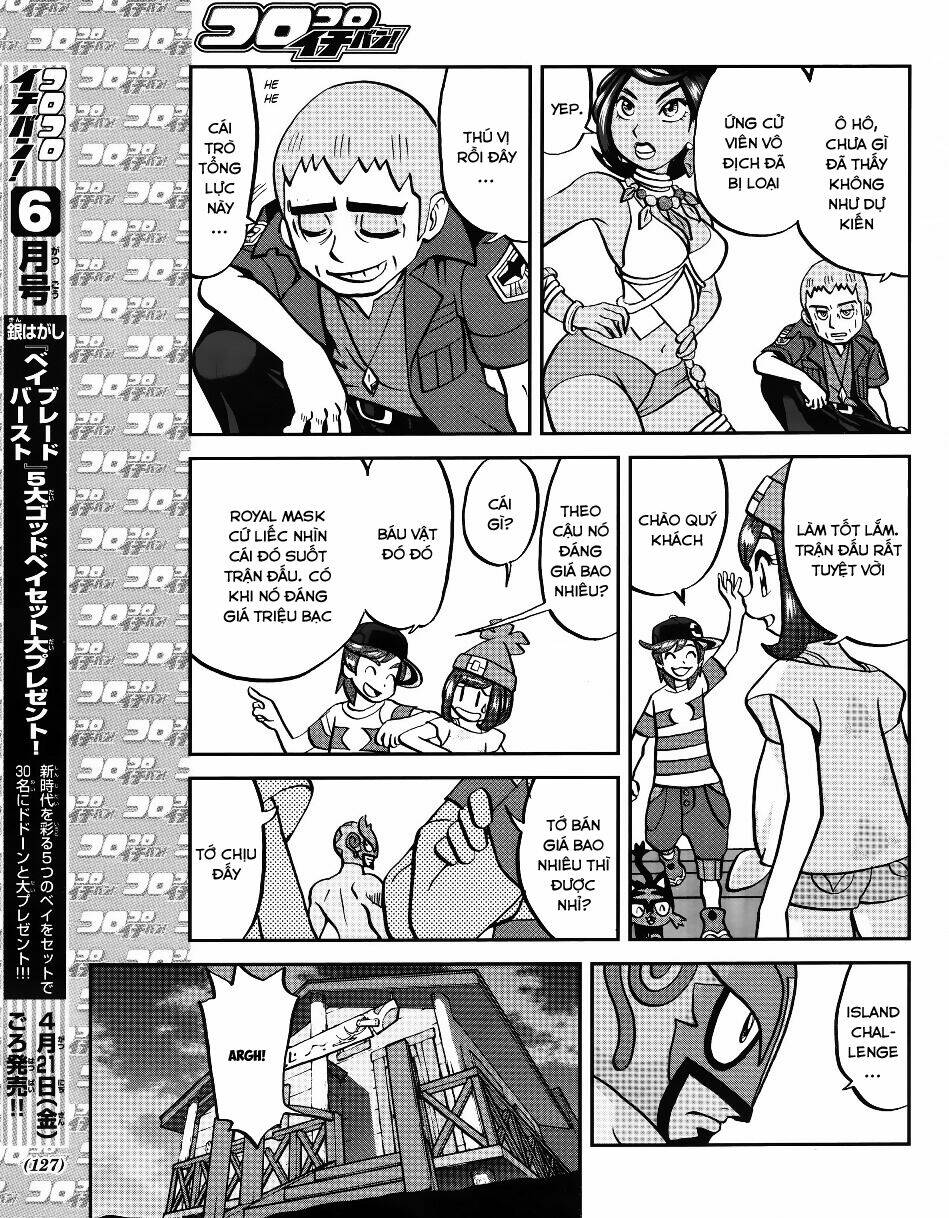 コロコロイチバン!
Ô HÔ,
CHƯA GÌ
ĐÃ THẤY
KHÔNG
NHƯ DỰ
KIẾN
ỨNG CỬ
VIÊN VÔ
ĐỊCH ĐÃ
BỊ LOẠI
YEP.
THÚ VỊ
RỒI ĐÂY
...
HE
HE
CÁI
TRÒ
TỔNG
LỰC NÀY
...
LÀM TỐT LẮM.
TRẬN ĐẤU RẤT
TUYỆT VỜI
CHÀO QUÝ
KHÁCH
THEO
CẬU NÓ
ĐÁNG
GIÁ BAO
NHIÊU?
CÁI
GÌ?
BÁU VẬT
ĐÓ ĐÓ
ROYAL MASK
CỨ LIẾC NHÌN
CÁI ĐÓ SUỐT
TRẬN ĐẤU. CÓ
KHI NÓ ĐÁNG
GIÁ TRIỆU BẠC
TỚ BÁN
GIÁ BAO
NHIÊU THÌ
ĐƯỢC
NHỈ?
TỚ CHỊU
ĐẤY
ISLAND
CHAL-
LENGE
...
ARGH!
コロコロイチバン!
6月号
銀はがし『ベイブレードバースト』5大ゴッドベイセット大プレゼント!
新時代を彩る5つのベイをセットで
30名にドドーンと大プレゼント!!!
4月21日(金)
ごろ発売!!
(127)